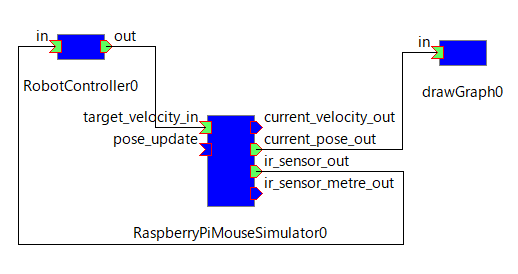 in
out
in
RobotController0
drawGraph0
target_velocity_in
current_velocity_out
pose_update
current_pose_out
ir_sensor_out
ir_sensor_metre_out
RaspberryPiMouseSimulator0